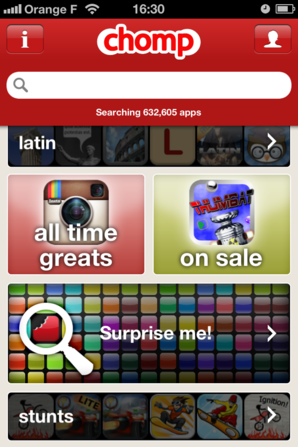 Orange F 16:30
chomp
Searching 632,605 apps
latin
L
all time
greats
on sale
Surprise me!
stunts
LITE
Ignition!